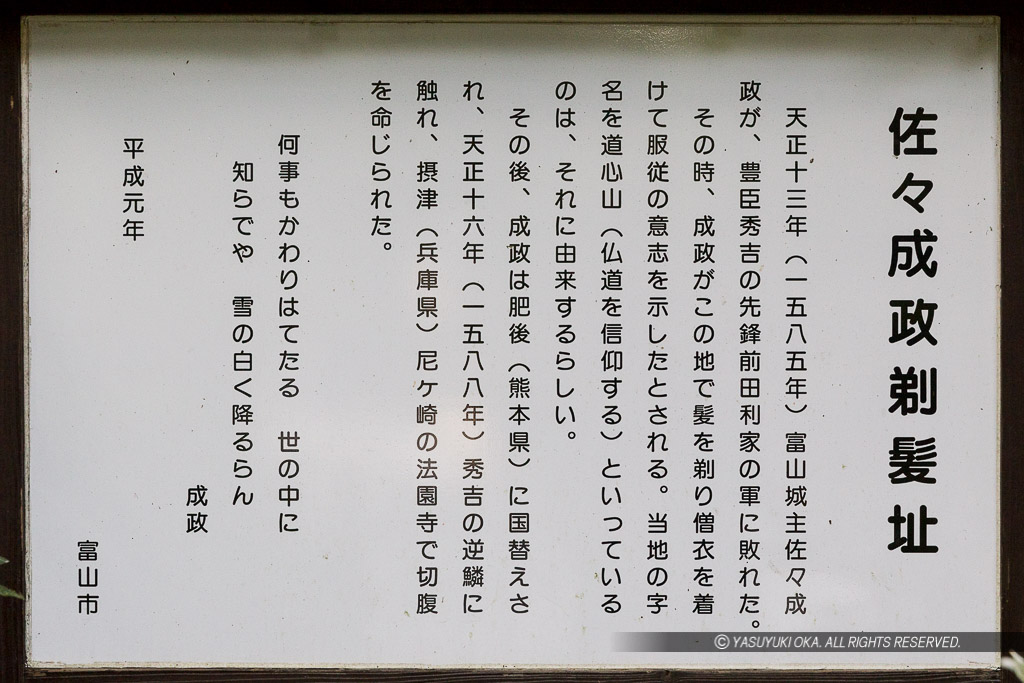 佐々成政剃髪址
天正十三年（一五八五年）富山城主佐々成
政が、豊臣秀吉の先鋒前田利家の軍に敗れた。
その時、成政がこの地で髪を剃り僧衣を着
けて服従の意志を示したとされる。当地の字
名を道心山（仏道を信仰する）といっている
のは、それに由来するらしい。
その後、成政は肥後（熊本県）に国替えさ
れ、天正十六年（一五八八年）秀吉の逆鱗に
触れ、摂津（兵庫県）尼ヶ崎の法園寺で切腹
を命じられた。
何事もかわりはてたる　世の中に
知らでや　雪の白く降るらん
成政
平成元年
富山市
© YASUYUKI OKA. ALL RIGHTS RESERVED.